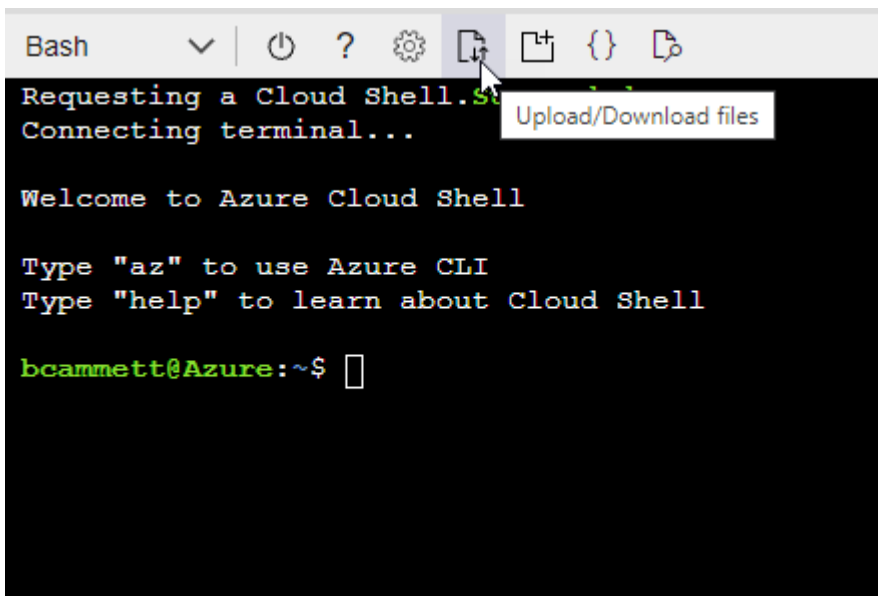 Bash ?  {}
Requesting a Cloud Shell.
Upload/Download files
Connecting terminal...
Welcome to Azure Cloud Shell
Type "az" to use Azure CLI
Type "help" to learn about Cloud Shell
bcammett@Azure:~$